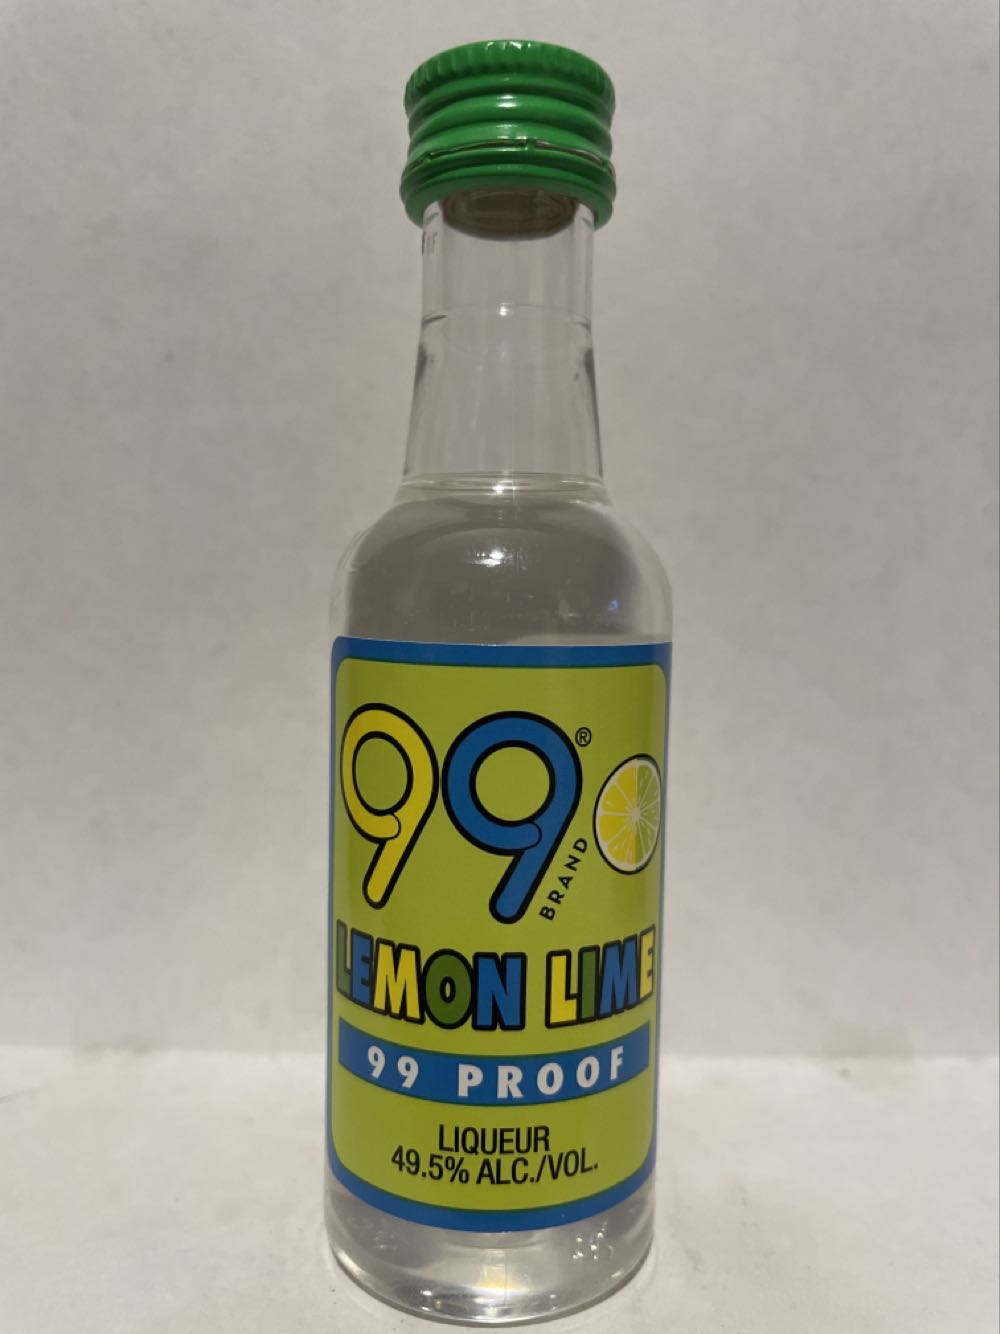 99®
BRAND
LEMON LIME
99 PROOF
LIQUEUR
49.5% ALC./VOL.